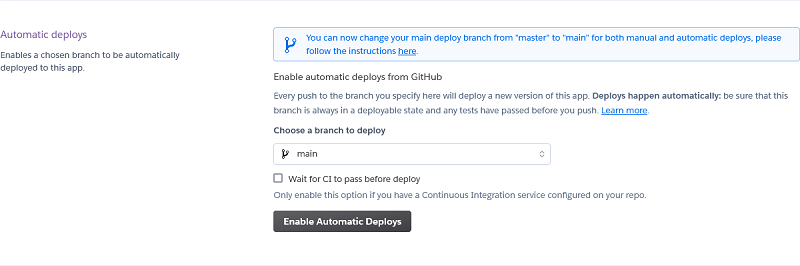 Automatic deploys
Enables a chosen branch to be automatically
deployed to this app.
You can now change your main deploy branch from "master" to "main" for both manual and automatic deploys, please
follow the instructions here.
Enable automatic deploys from GitHub
Every push to the branch you specify here will deploy a new version of this app. Deploys happen automatically: be sure that this
branch is always in a deployable state and any tests have passed before you push. Learn more.
Choose a branch to deploy
main
Wait for CI to pass before deploy
Only enable this option if you have a Continuous Integration service configured on your repo.
Enable Automatic Deploys